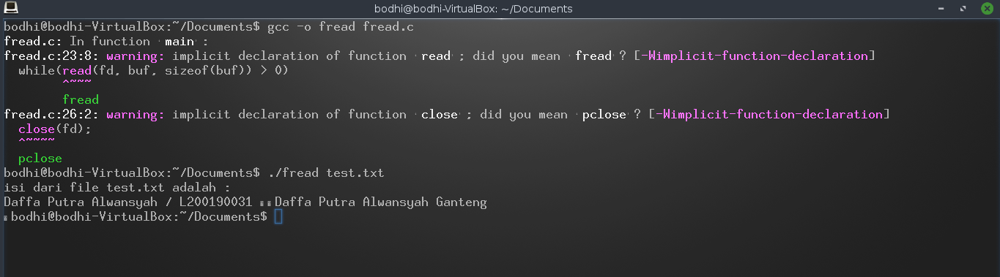 bodhi@bodhi-VirtualBox: ~/Documents
bodhi@bodhi-VirtualBox:~/Documents$ gcc -o fread fread.c
fread.c: In function ‘main’:
fread.c:23:8: warning: implicit declaration of function ‘read’; did you mean ‘fread’? [-Wimplicit-function-declaration]
while(read(fd, buf, sizeof(buf)) > 0)
^~~~
fread
fread.c:26:2: warning: implicit declaration of function ‘close’; did you mean ‘pclose’? [-Wimplicit-function-declaration]
close(fd);
^~~~~
pclose
bodhi@bodhi-VirtualBox:~/Documents$ ./fread test.txt
isi dari file test.txt adalah :
Daffa Putra Alwansyah / L200190031 Daffa Putra Alwansyah Ganteng
bodhi@bodhi-VirtualBox:~/Documents$